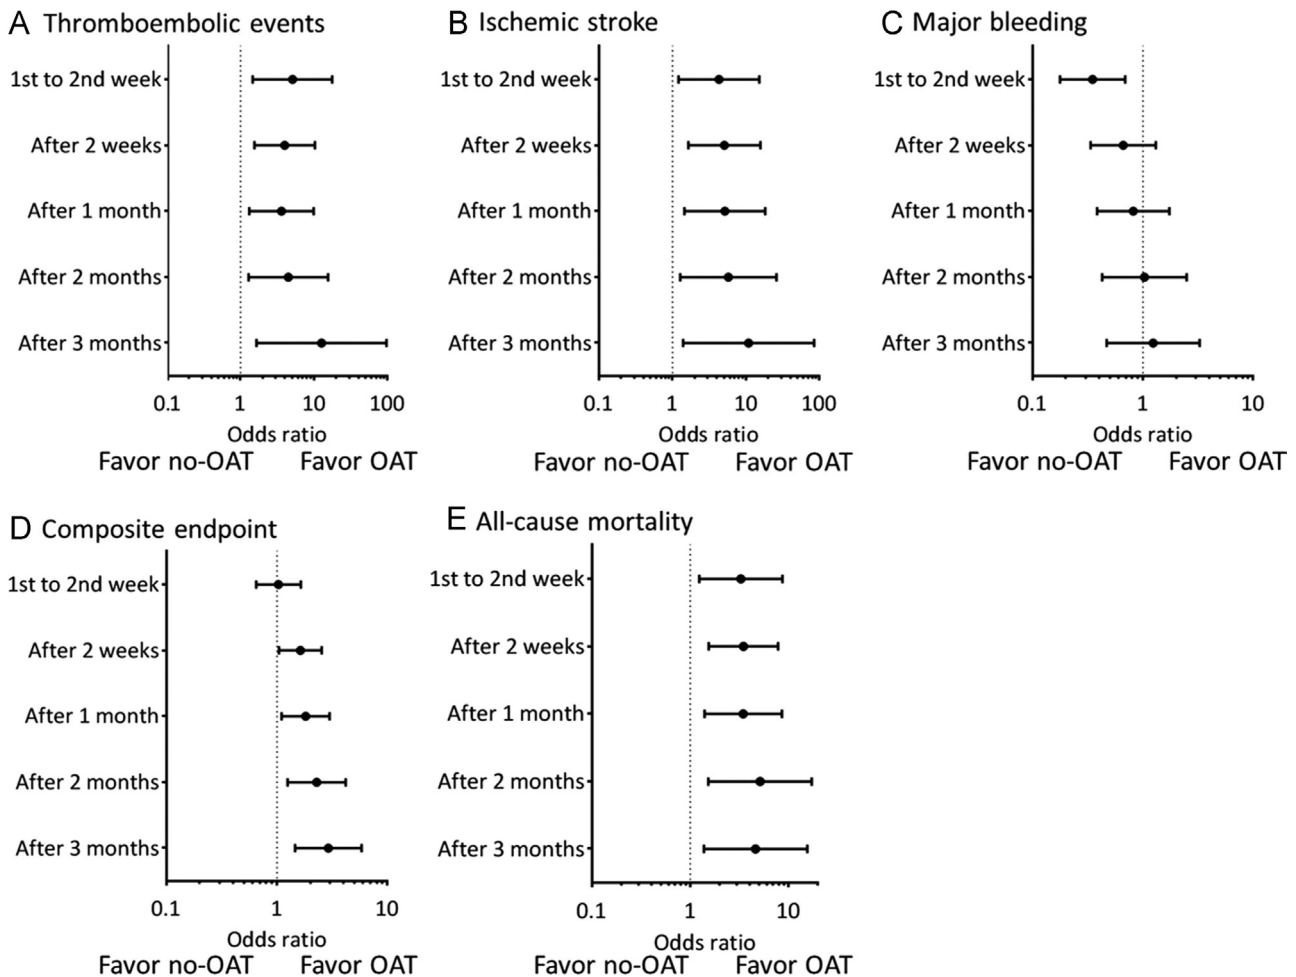 A Thromboembolic events
1st to 2nd week
After 2 weeks
After 1 month
After 2 months
After 3 months
0.1 1 10 100
Odds ratio
Favor no-OAT Favor OAT
B Ischemic stroke
1st to 2nd week
After 2 weeks
After 1 month
After 2 months
After 3 months
0.1 1 10 100
Odds ratio
Favor no-OAT Favor OAT
C Major bleeding
1st to 2nd week
After 2 weeks
After 1 month
After 2 months
After 3 months
0.1 1 10
Odds ratio
Favor no-OAT Favor OAT
D Composite endpoint
1st to 2nd week
After 2 weeks
After 1 month
After 2 months
After 3 months
0.1 1 10
Odds ratio
Favor no-OAT Favor OAT
E All-cause mortality
1st to 2nd week
After 2 weeks
After 1 month
After 2 months
After 3 months
0.1 1 10
Odds ratio
Favor no-OAT Favor OAT